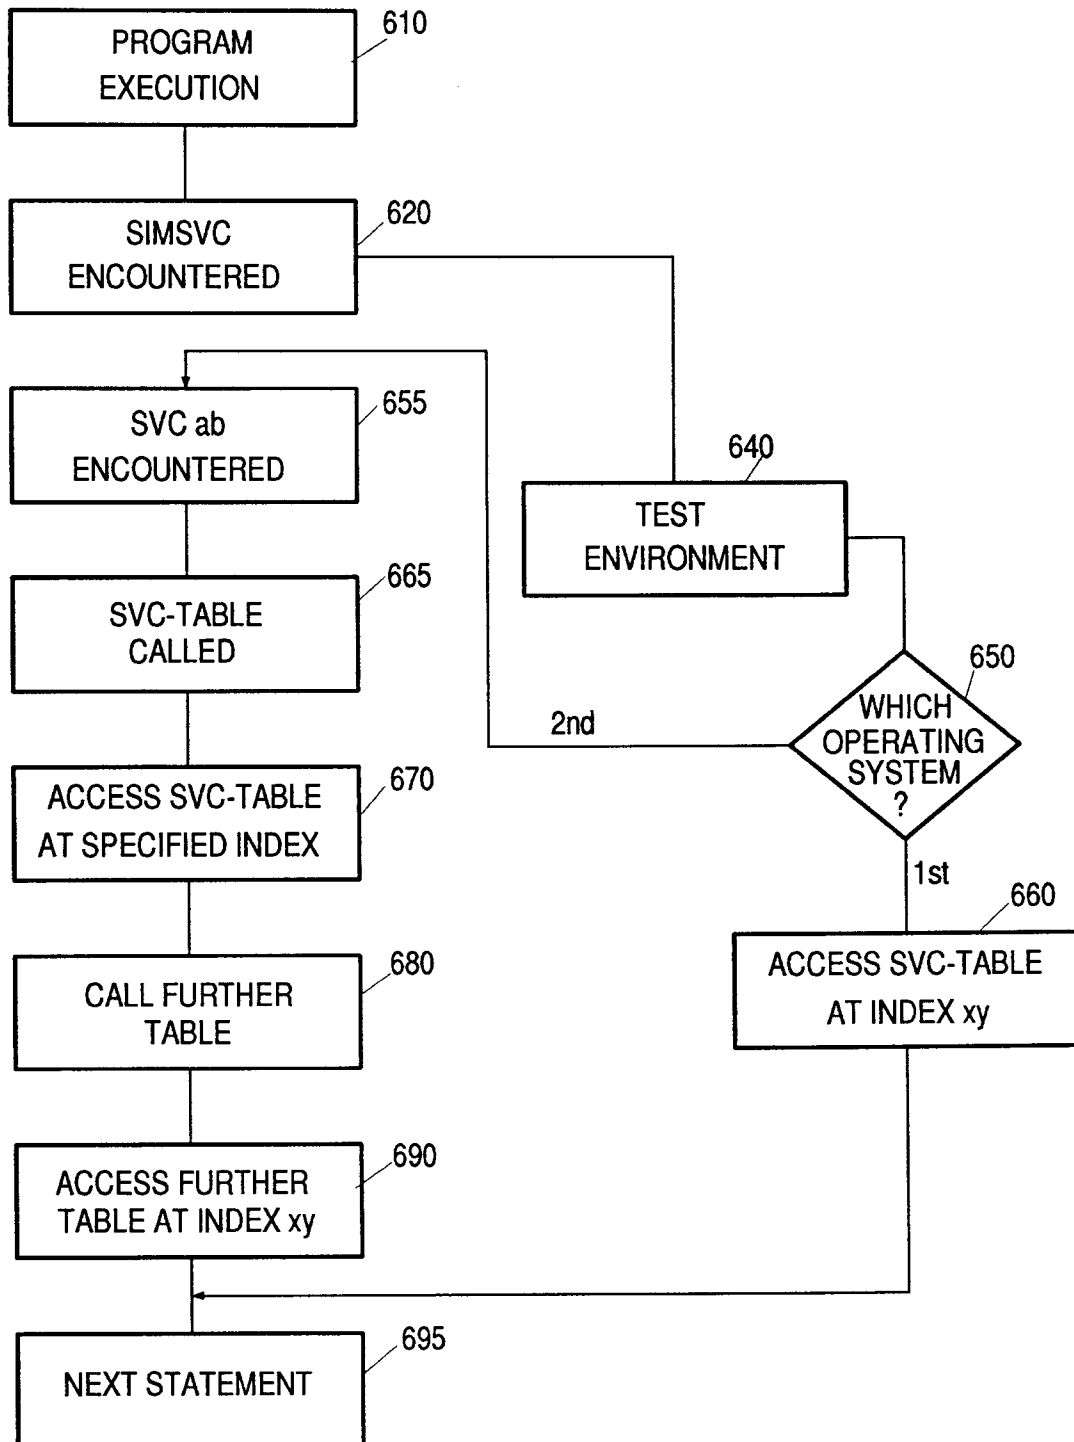 610
PROGRAM
EXECUTION
620
SIMSVC
ENCOUNTERED
655
SVC ab
ENCOUNTERED
640
TEST
ENVIRONMENT
665
SVC-TABLE
CALLED
650
WHICH
OPERATING
SYSTEM
?
2nd
1st
670
ACCESS SVC-TABLE
AT SPECIFIED INDEX
660
ACCESS SVC-TABLE
AT INDEX xy
680
CALL FURTHER
TABLE
690
ACCESS FURTHER
TABLE AT INDEX xy
695
NEXT STATEMENT